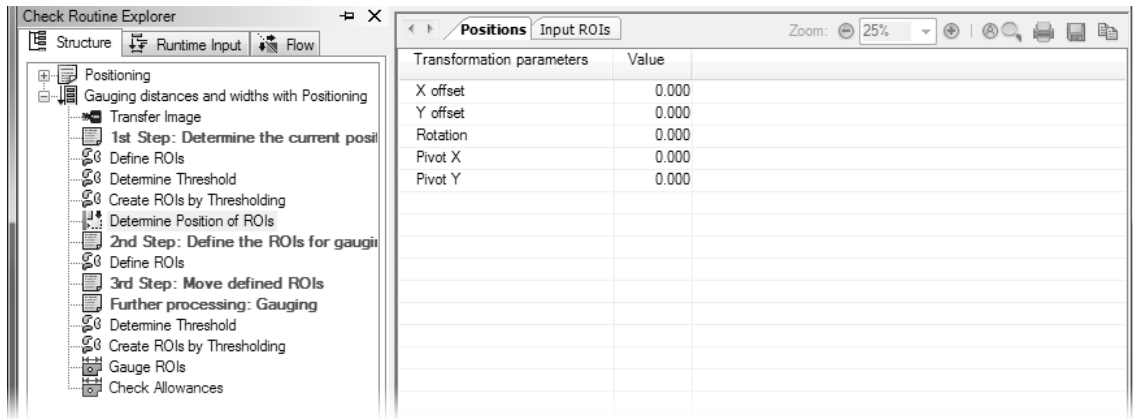 Check Routine Explorer
Structure Runtime Input Flow
Positioning
Gauging distances and widths with Positioning
Transfer Image
1st Step: Determine the current posit
Define ROIs
Determine Threshold
Create ROIs by Thresholding
Determine Position of ROIs
2nd Step: Define the ROIs for gaugin
Define ROIs
3rd Step: Move defined ROIs
Further processing: Gauging
Determine Threshold
Create ROIs by Thresholding
Gauge ROIs
Check Allowances
Positions Input ROIs Zoom: 25%
Transformation parameters Value
X offset 0.000
Y offset 0.000
Rotation 0.000
Pivot X 0.000
Pivot Y 0.000